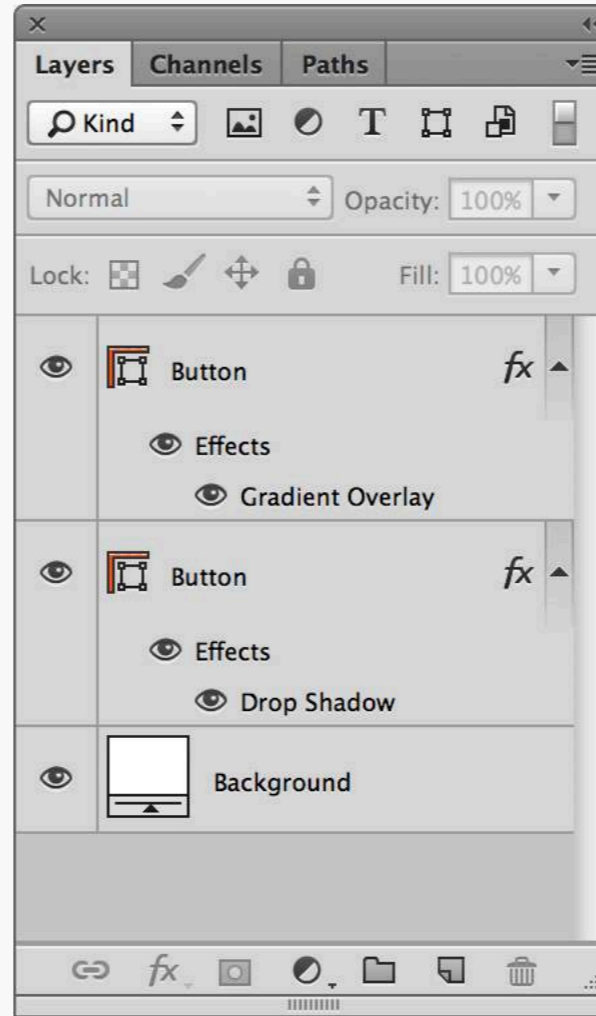 Layers Channels Paths
Kind T
Normal Opacity: 100%
Lock: Fill: 100%
Button fx
Effects
Gradient Overlay
Button fx
Effects
Drop Shadow
Background
fx